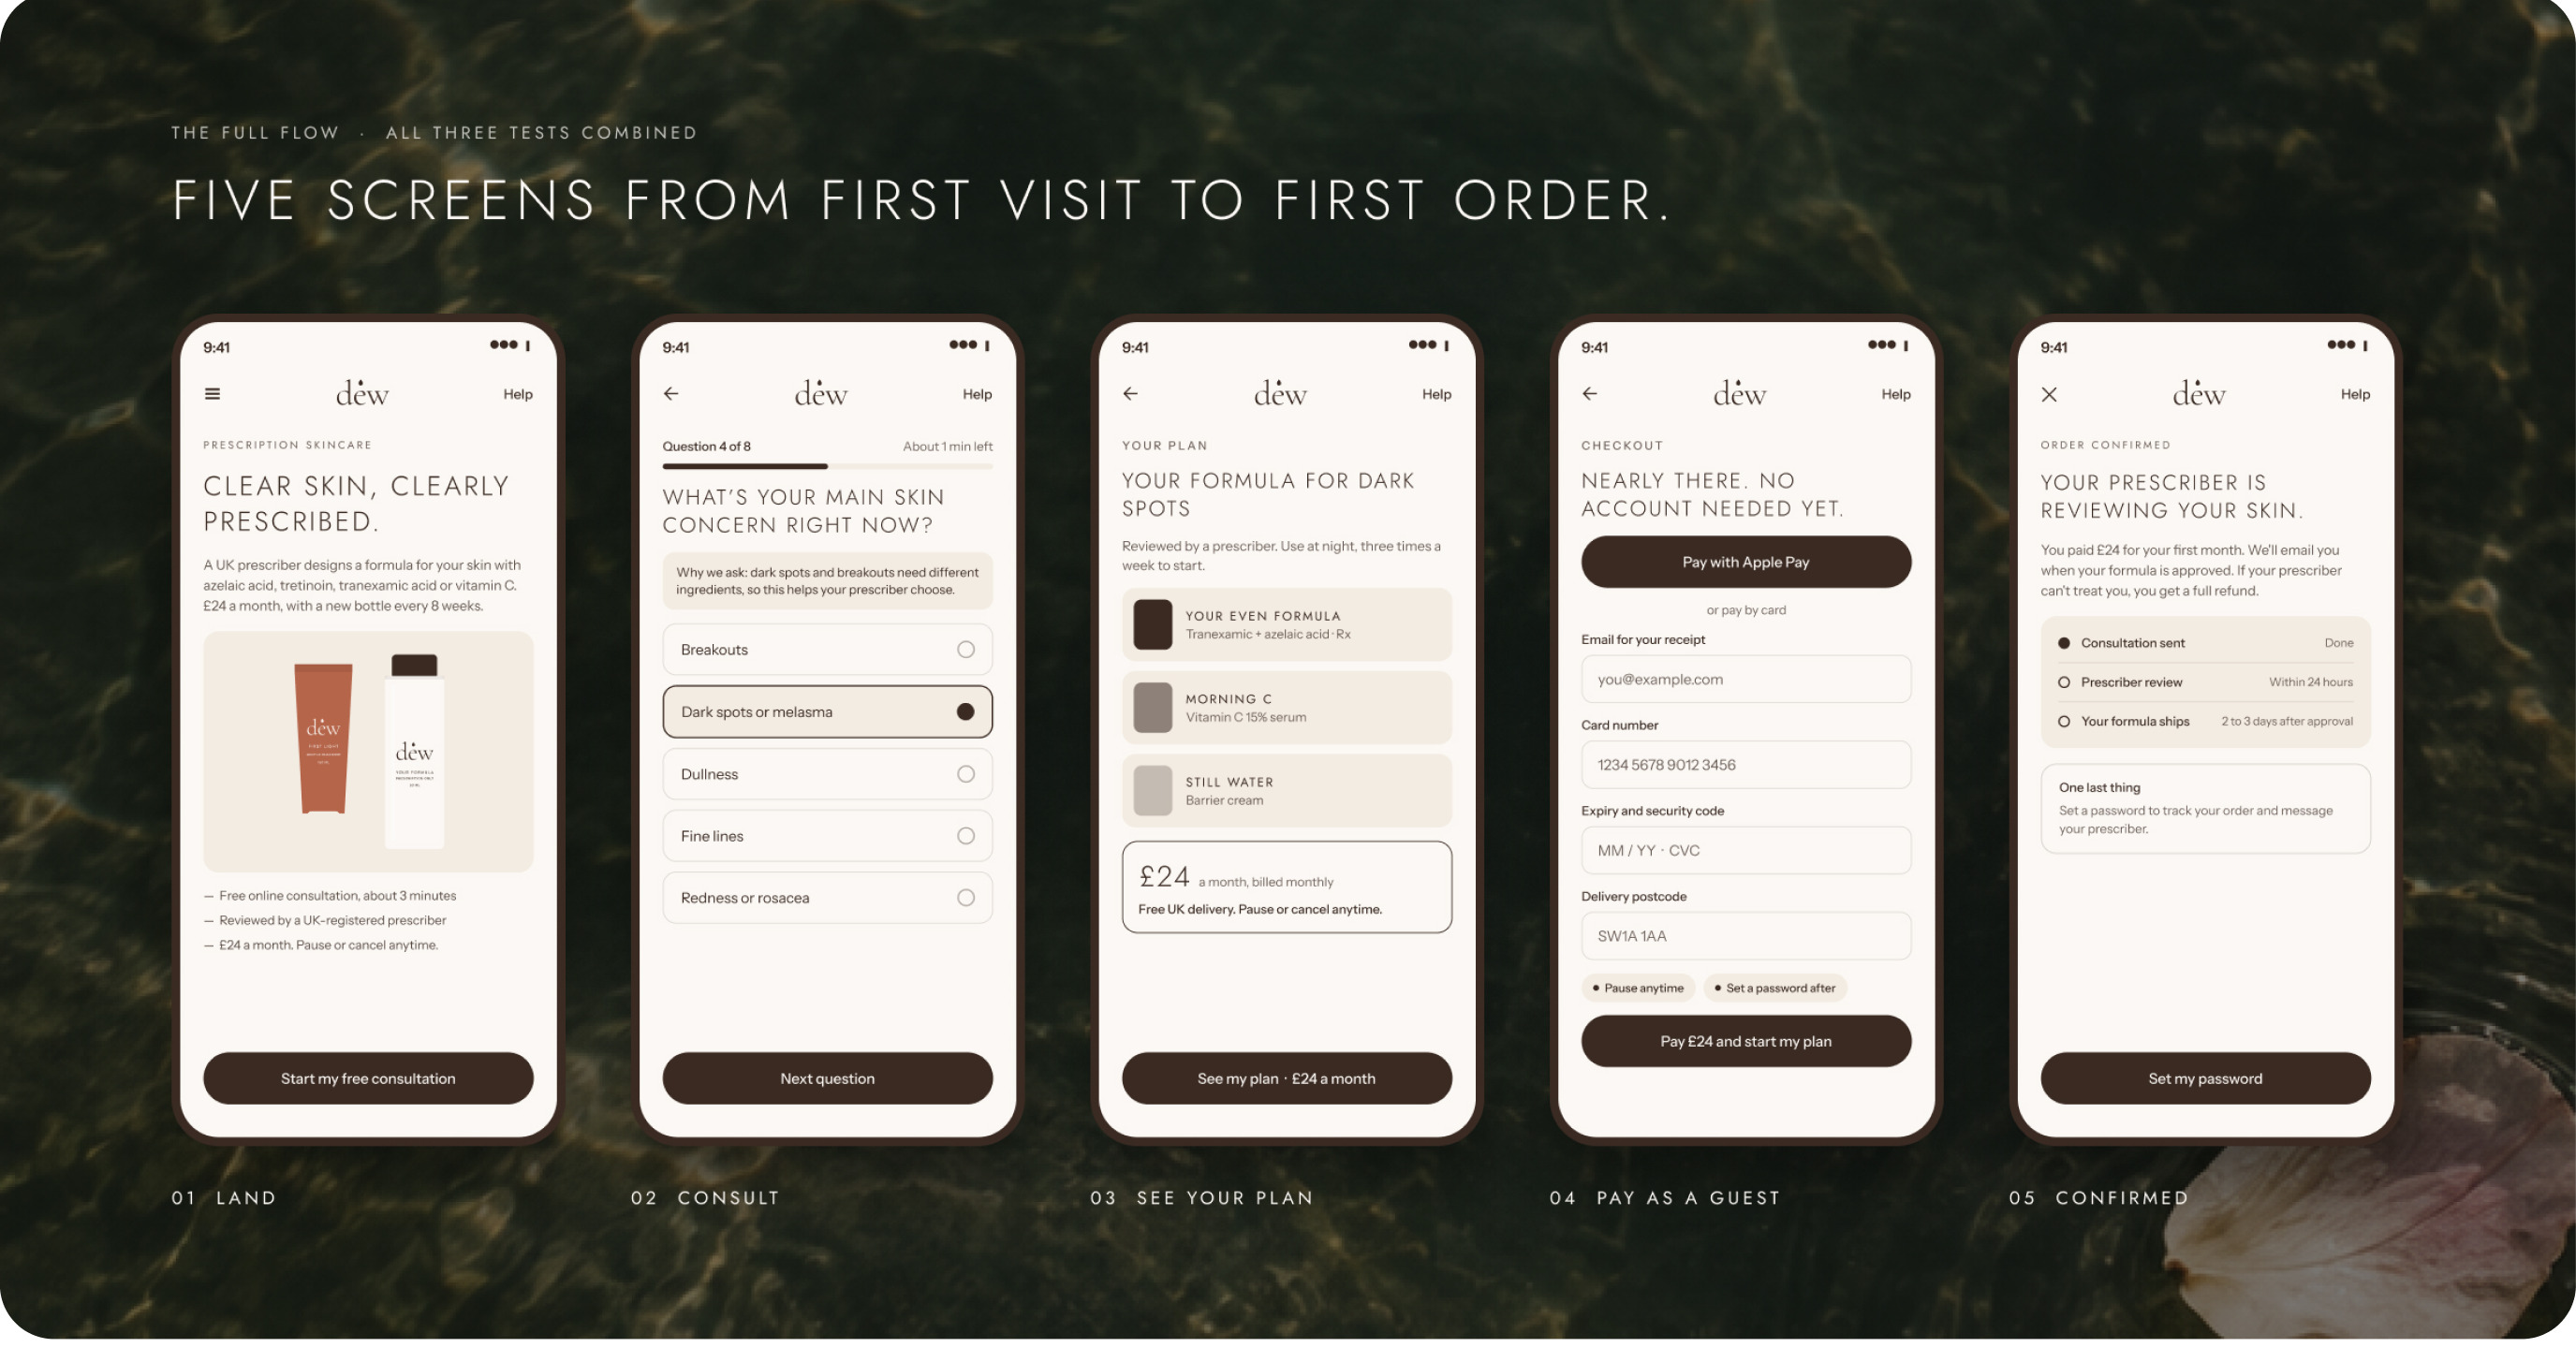 THE FULL FLOW · ALL THREE TESTS COMBINED
FIVE SCREENS FROM FIRST VISIT TO FIRST ORDER.
9:41
dew
Help
PRESCRIPTION SKINCARE
CLEAR SKIN, CLEARLY
PRESCRIBED.
A UK prescriber designs a formula for your skin with
azelaic acid, tretinoin, tranexamic acid or vitamin C.
£24 a month, with a new bottle every 8 weeks.
dew
FIRST LIGHT
dew
YOUR FORMULA
PRESCRIPTION ONLY
— Free online consultation, about 3 minutes
— Reviewed by a UK-registered prescriber
— £24 a month. Pause or cancel anytime.
Start my free consultation
01 LAND
9:41
dew
Help
Question 4 of 8
About 1 min left
WHAT'S YOUR MAIN SKIN
CONCERN RIGHT NOW?
Why we ask: dark spots and breakouts need different
ingredients, so this helps your prescriber choose.
Breakouts
Dark spots or melasma
Dullness
Fine lines
Redness or rosacea
Next question
02 CONSULT
9:41
dew
Help
YOUR PLAN
YOUR FORMULA FOR DARK
SPOTS
Reviewed by a prescriber. Use at night, three times a
week to start.
YOUR EVEN FORMULA
Tranexamic + azelaic acid · Rx
MORNING C
Vitamin C 15% serum
STILL WATER
Barrier cream
£24 a month, billed monthly
Free UK delivery. Pause or cancel anytime.
See my plan · £24 a month
03 SEE YOUR PLAN
9:41
dew
Help
CHECKOUT
NEARLY THERE. NO
ACCOUNT NEEDED YET.
Pay with Apple Pay
or pay by card
Email for your receipt
you@example.com
Card number
1234 5678 9012 3456
Expiry and security code
MM / YY · CVC
Delivery postcode
SW1A 1AA
• Pause anytime
• Set a password after
Pay £24 and start my plan
04 PAY AS A GUEST
9:41
dew
Help
ORDER CONFIRMED
YOUR PRESCRIBER IS
REVIEWING YOUR SKIN.
You paid £24 for your first month. We'll email you
when your formula is approved. If your prescriber
can't treat you, you get a full refund.
Consultation sent
Done
Prescriber review
Within 24 hours
Your formula ships
2 to 3 days after approval
One last thing
Set a password to track your order and message
your prescriber.
Set my password
05 CONFIRMED